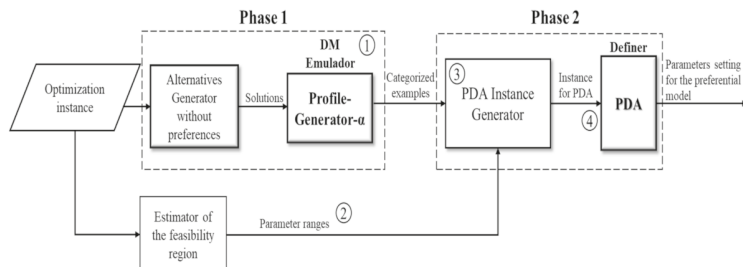 Phase 1
Phase 2
DM
Emulador
①
Definer
Optimization
instance
Alternatives
Generator
without
preferences
Solutions
Profile-
Generator-α
Categorized
examples
③
PDA Instance
Generator
Instance
for PDA
④
PDA
Parameters setting
for the preferential
model
Estimator of
the feasibility
region
Parameter ranges
②